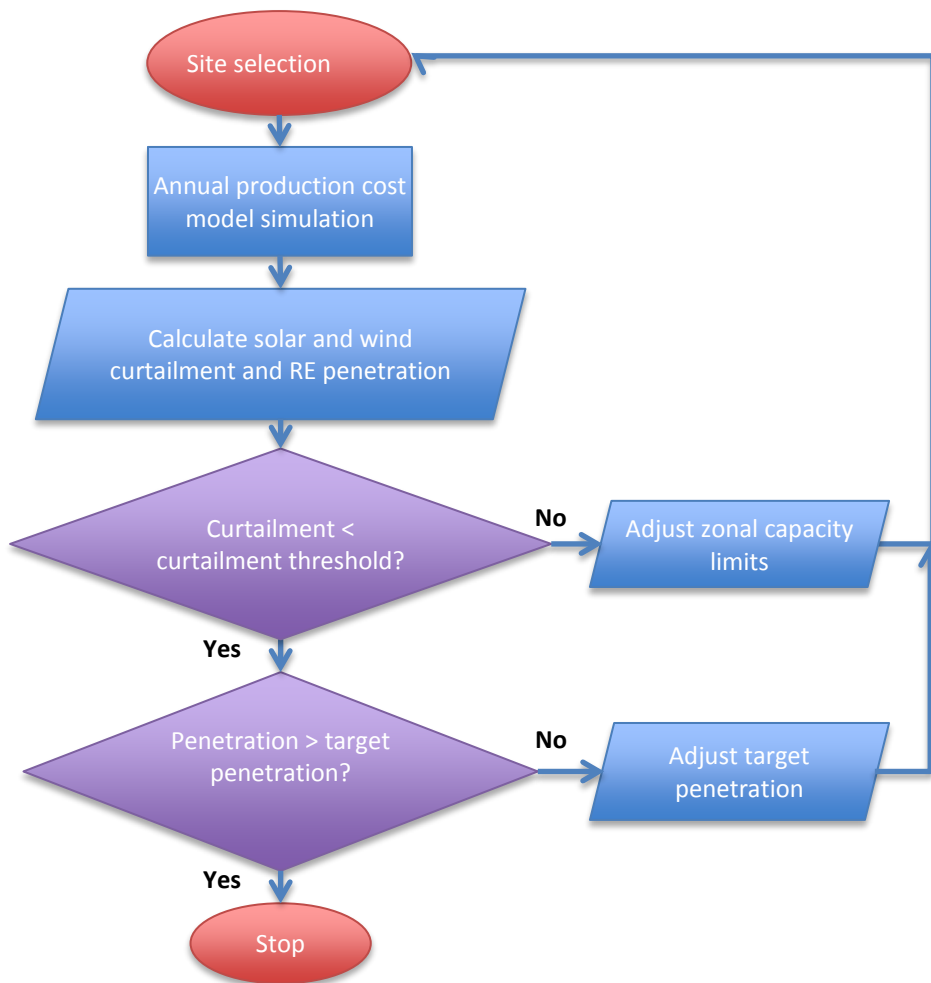 Site selection
Annual production cost
model simulation
Calculate solar and wind
curtailment and RE penetration
Curtailment <
curtailment threshold?
No
Adjust zonal capacity
limits
Yes
Penetration > target
penetration?
No
Adjust target
penetration
Yes
Stop